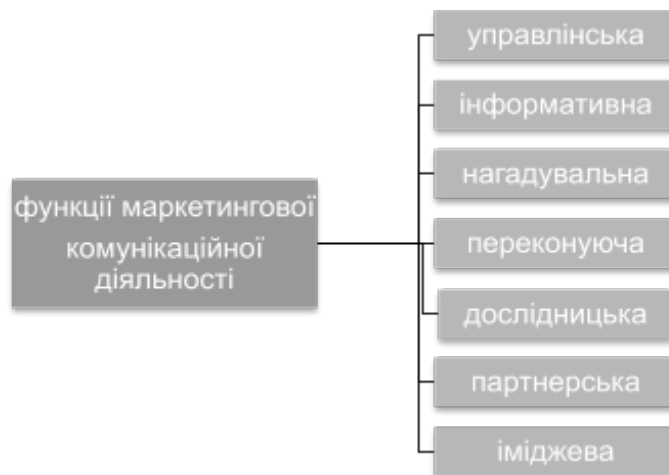 функції маркетингової
комунікаційної
діяльності
управлінська
інформативна
нагадувальна
переконуюча
дослідницька
партнерська
іміджева